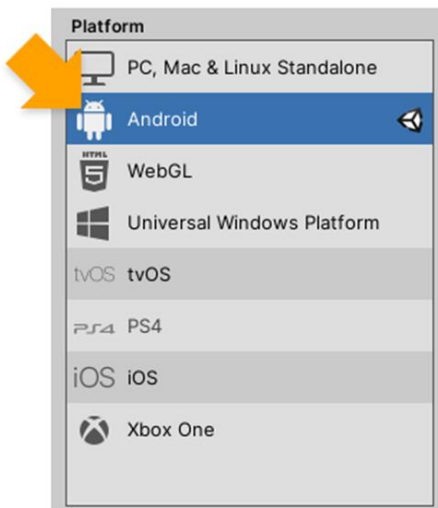 Platform
PC, Mac & Linux Standalone
Android
HTML
5 WebGL
Universal Windows Platform
tvOS tvOS
PS4 PS4
iOS iOS
Xbox One